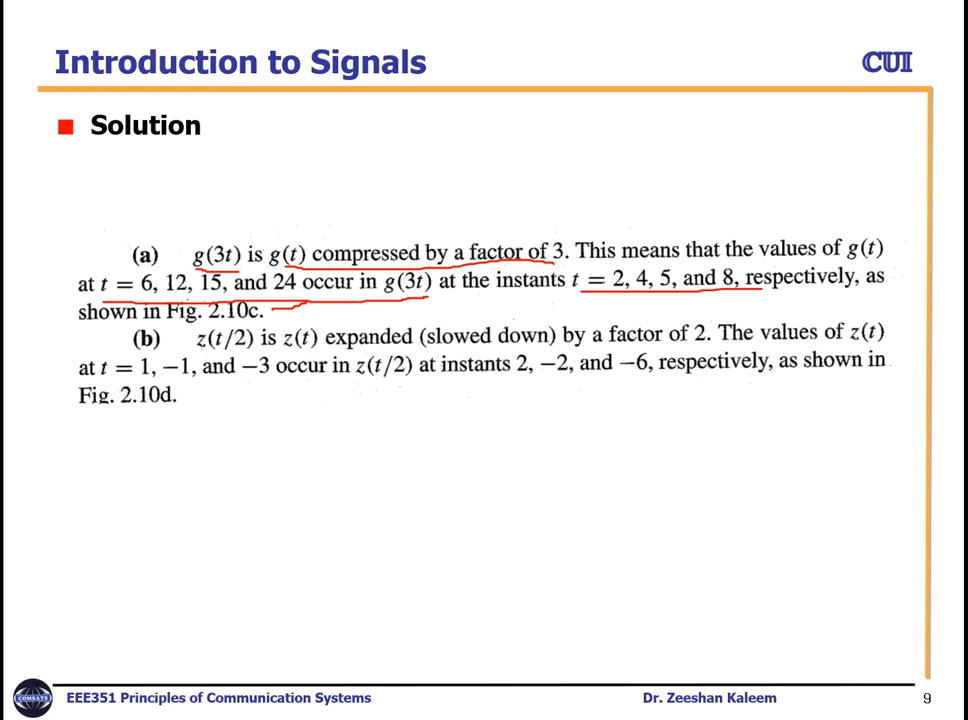 Introduction to Signals
CUI
Solution
(a) g(3t) is g(t) compressed by a factor of 3. This means that the values of g(t)
at t = 6, 12, 15, and 24 occur in g(3t) at the instants t = 2, 4, 5, and 8, respectively, as
shown in Fig. 2.10c.
(b) z(t/2) is z(t) expanded (slowed down) by a factor of 2. The values of z(t)
at t = 1, −1, and −3 occur in z(t/2) at instants 2, −2, and −6, respectively, as shown in
Fig. 2.10d.
COMSATS
EEE351 Principles of Communication Systems
Dr. Zeeshan Kaleem
9